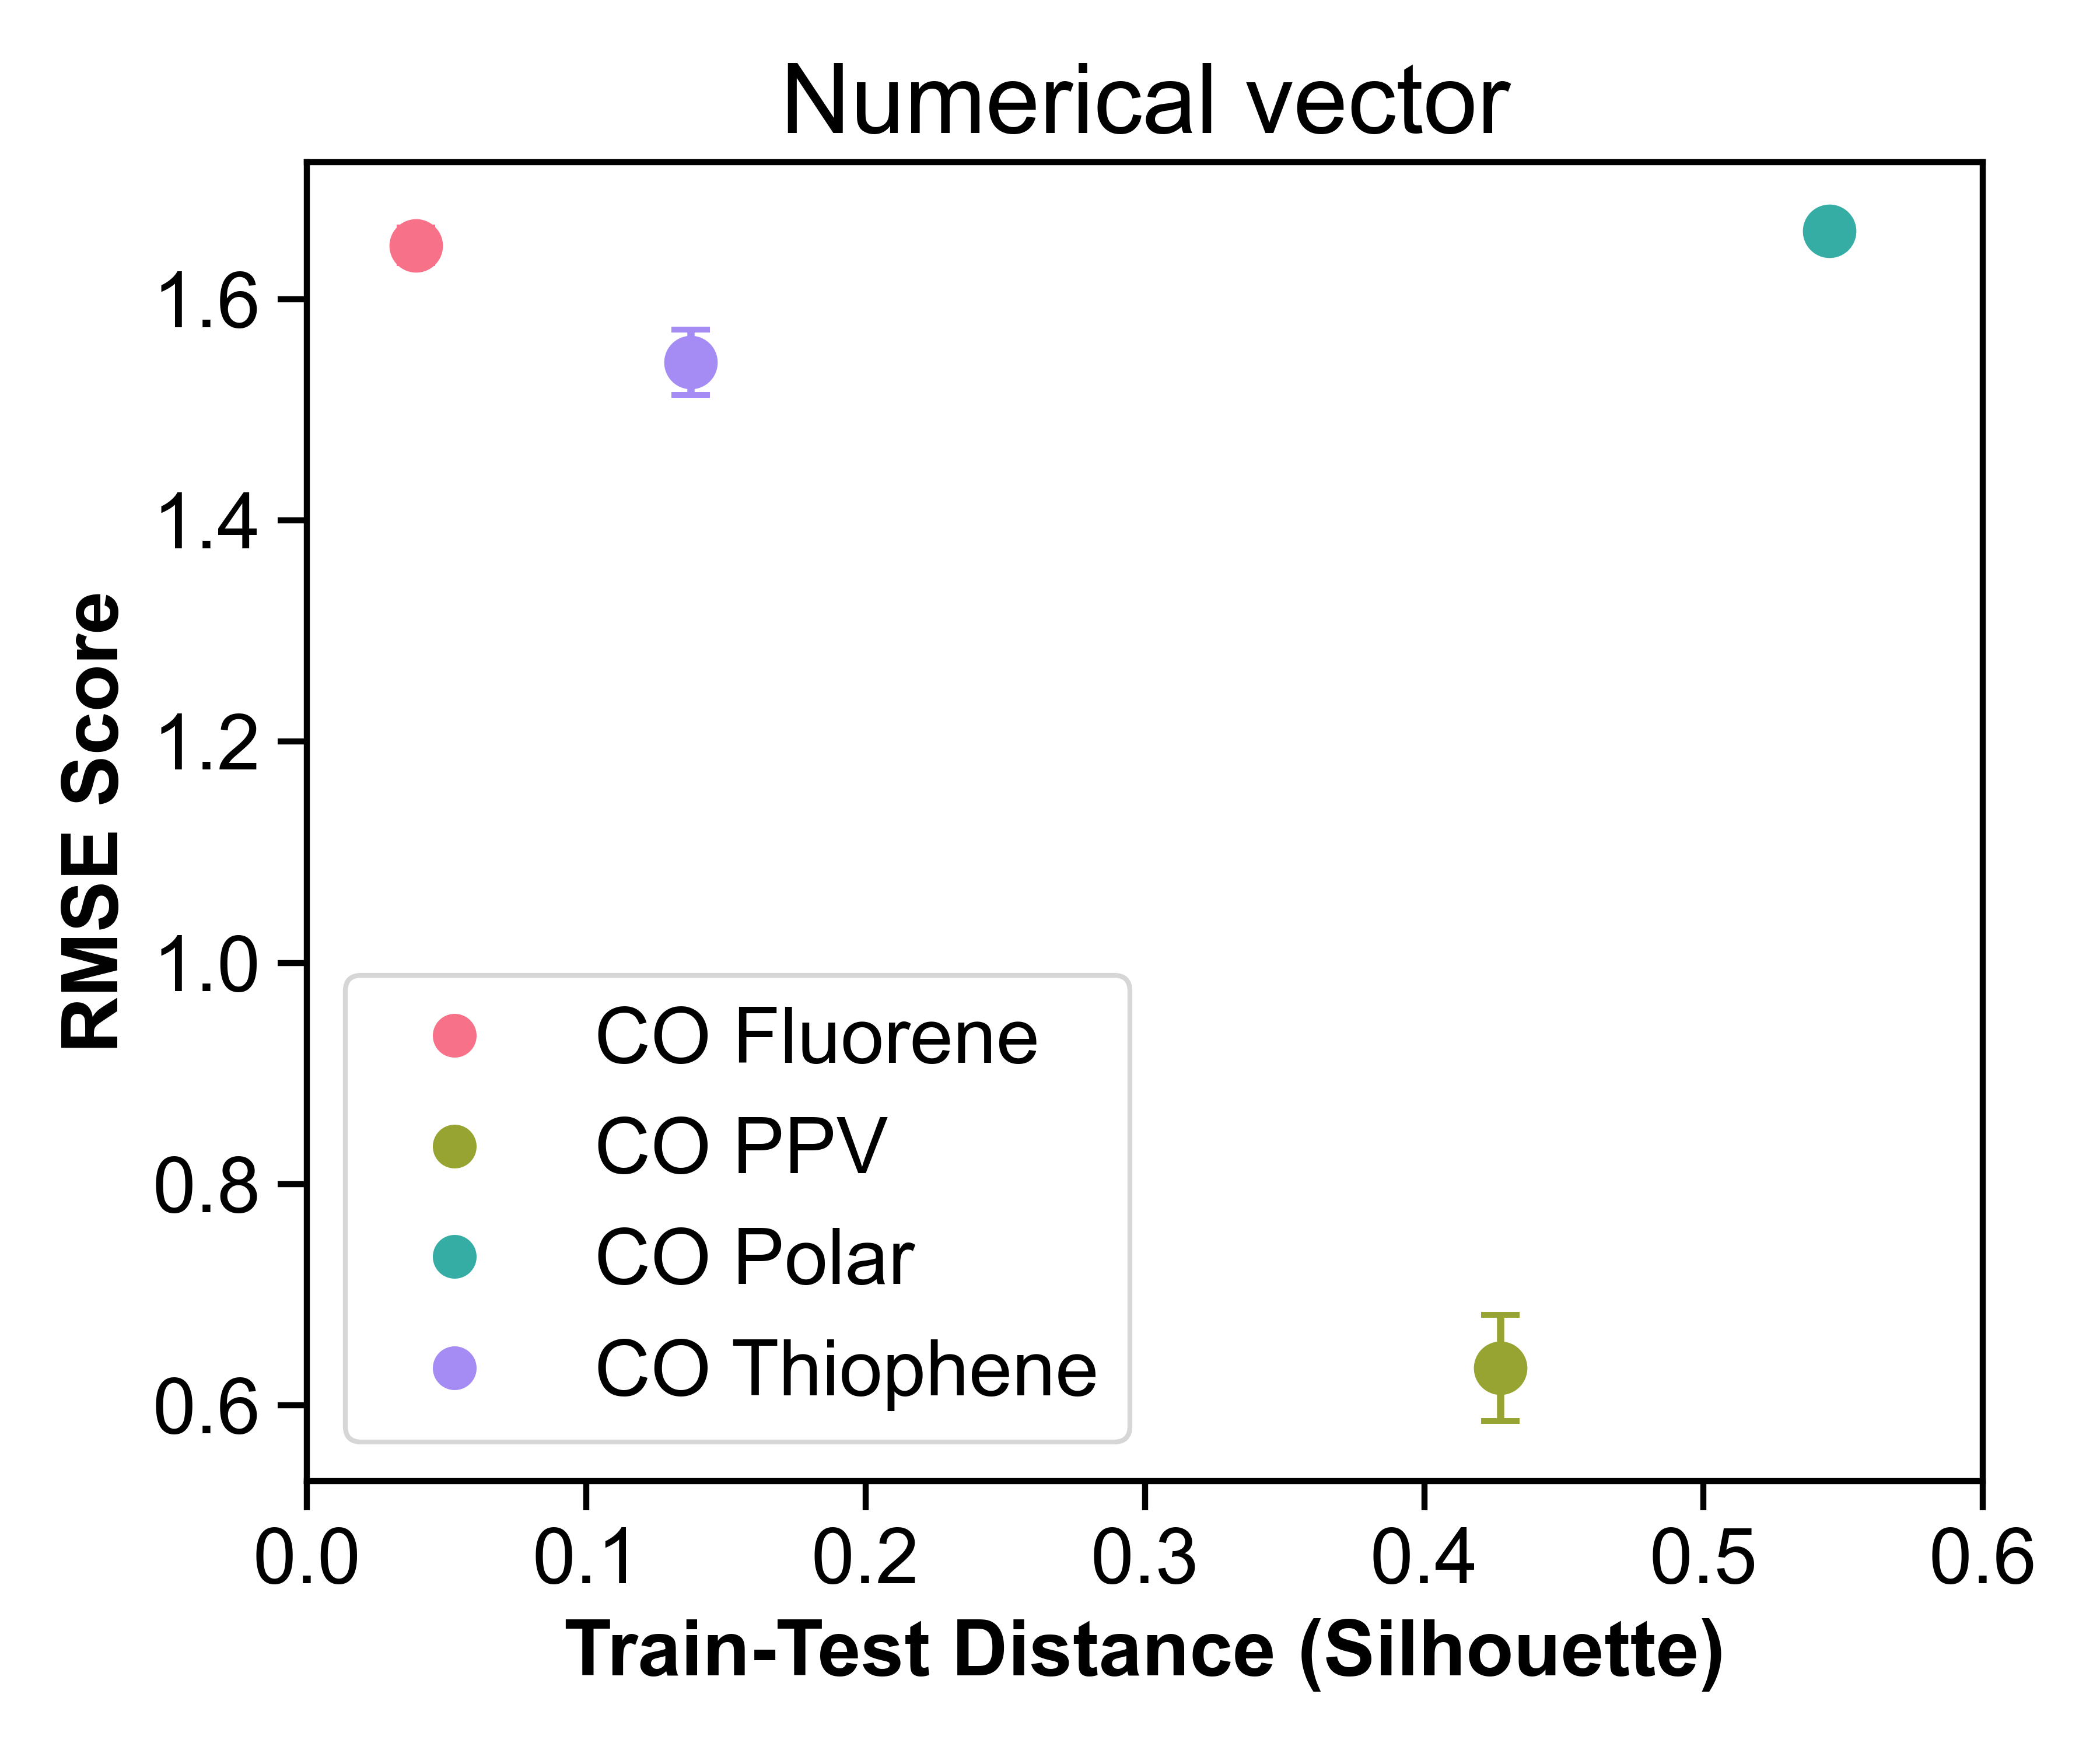 Numerical vector
RMSE Score
1.6
1.4
1.2
1.0
0.8
0.6
CO Fluorene
CO PPV
CO Polar
CO Thiophene
0.0 0.1 0.2 0.3 0.4 0.5 0.6
Train-Test Distance (Silhouette)